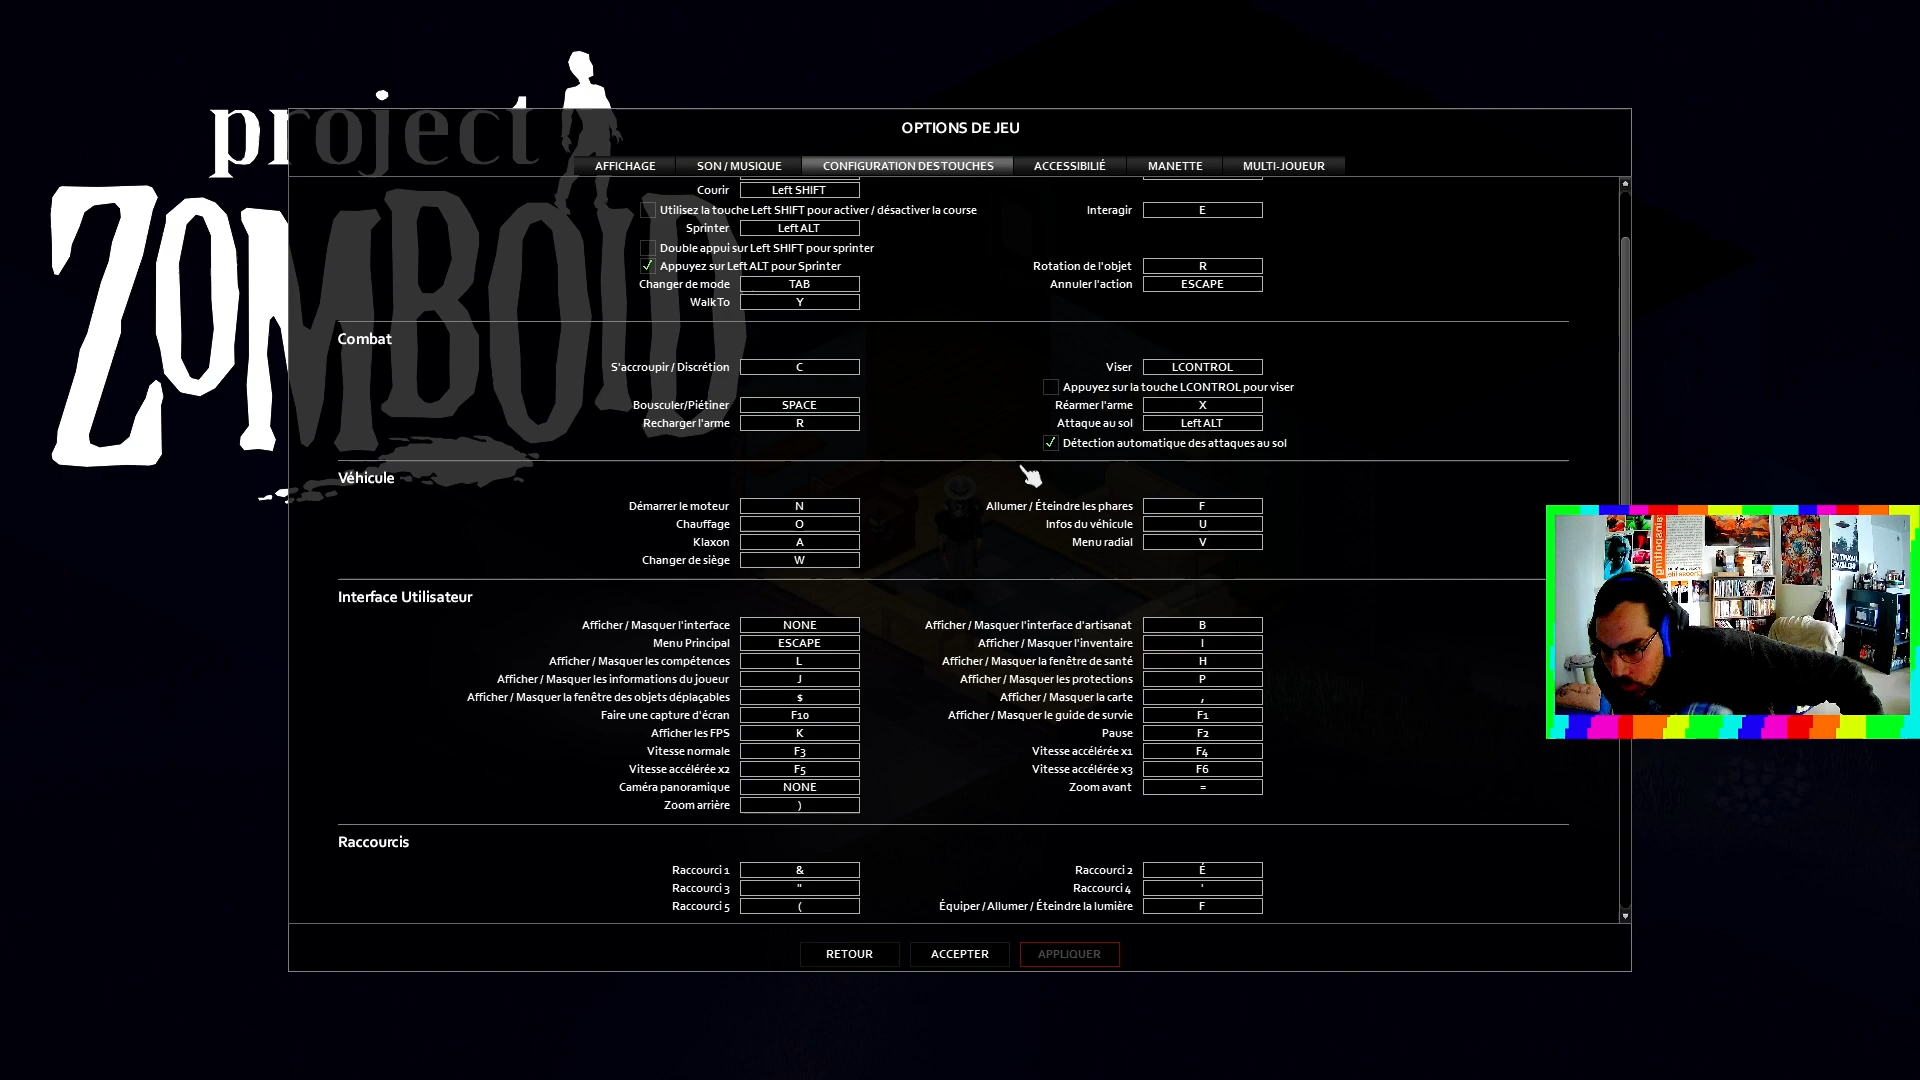 project
ZOMBOID
OPTIONS DE JEU
AFFICHAGE SON / MUSIQUE CONFIGURATION DES TOUCHES ACCESSIBILIÉ MANETTE MULTI-JOUEUR
Courir Left SHIFT
Utilisez la touche Left SHIFT pour activer / désactiver la course Interagir E
Sprinter Left ALT
Double appui sur Left SHIFT pour sprinter
Appuyez sur Left ALT pour Sprinter Rotation de l'objet R
Changer de mode TAB Annuler l'action ESCAPE
Walk To Y
Combat
S'accroupir / Discrétion C Viser LCONTROL
Appuyez sur la touche LCONTROL pour viser
Bousculer/Piétiner SPACE Réarmer l'arme X
Recharger l'arme R Attaque au sol Left ALT
Détection automatique des attaques au sol
Véhicule
Démarrer le moteur N Allumer / Éteindre les phares F
Chauffage O Infos du véhicule U
Klaxon A Menu radial V
Changer de siège W
Interface Utilisateur
Afficher / Masquer l'interface NONE Afficher / Masquer l'interface d'artisanat B
Menu Principal ESCAPE Afficher / Masquer l'inventaire I
Afficher / Masquer les compétences L Afficher / Masquer la fenêtre de santé H
Afficher / Masquer les informations du joueur J Afficher / Masquer les protections P
Afficher / Masquer la fenêtre des objets déplaçables $ Afficher / Masquer la carte ,
Faire une capture d'écran F10 Afficher / Masquer le guide de survie F1
Afficher les FPS K Pause F2
Vitesse normale F3 Vitesse accélérée x1 F4
Vitesse accélérée x2 F5 Vitesse accélérée x3 F6
Caméra panoramique NONE Zoom avant =
Zoom arrière )
Raccourcis
Raccourci 1 & Raccourci 2 É
Raccourci 3 " Raccourci 4 '
Raccourci 5 ( Équiper / Allumer / Éteindre la lumière F
RETOUR ACCEPTER APPLIQUER